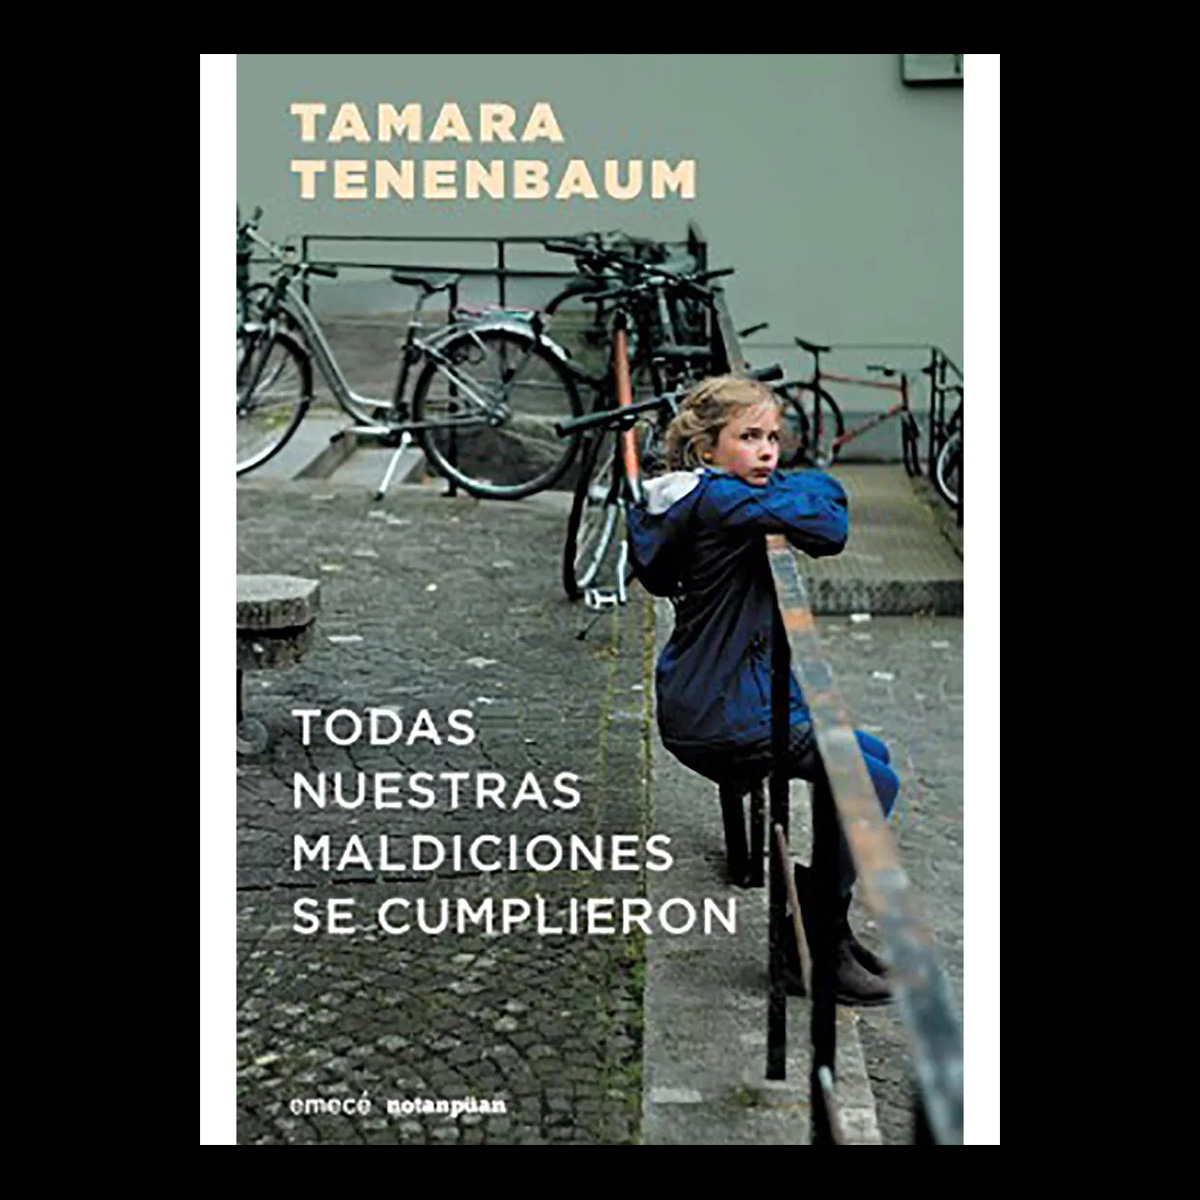 TAMARA
TENENBAUM
TODAS
NUESTRAS
MALDICIONES
SE CUMPLIERON
emecé notanpüan